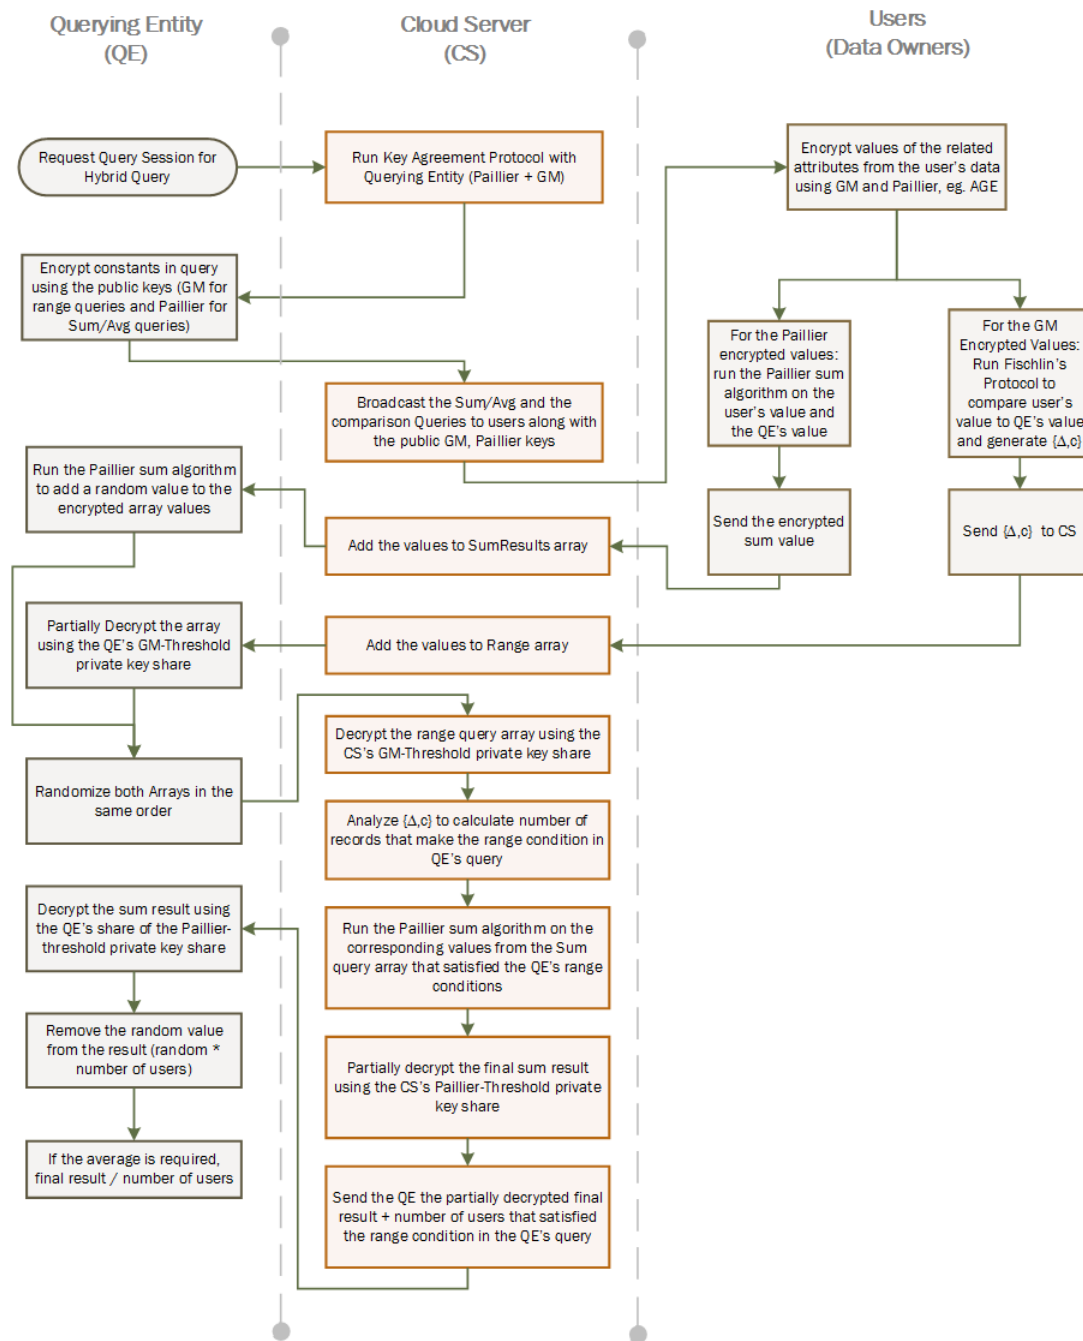 Querying Entity
(QE)
Cloud Server
(CS)
Users
(Data Owners)
Request Query Session for
Hybrid Query
Run Key Agreement Protocol with
Querying Entity (Paillier + GM)
Encrypt values of the related
attributes from the user's data
using GM and Paillier, eg. AGE
Encrypt constants in query
using the public keys (GM for
range queries and Paillier for
Sum/Avg queries)
For the Paillier
encrypted values:
run the Paillier sum
algorithm on the
user's value and
the QE's value
For the GM
Encrypted Values:
Run Fischlin's
Protocol to
compare user's
value to QE's value
and generate {Δ,c}
Broadcast the Sum/Avg and the
comparison Queries to users along with
the public GM, Paillier keys
Run the Paillier sum algorithm
to add a random value to the
encrypted array values
Add the values to SumResults array
Send the encrypted
sum value
Send {Δ,c} to CS
Partially Decrypt the array
using the QE's GM-Threshold
private key share
Add the values to Range array
Decrypt the range query array using the
CS's GM-Threshold private key share
Randomize both Arrays in the
same order
Analyze {Δ,c} to calculate number of
records that make the range condition in
QE's query
Decrypt the sum result using
the QE's share of the Paillier-
threshold private key share
Run the Paillier sum algorithm on the
corresponding values from the Sum
query array that satisfied the QE's range
conditions
Remove the random value
from the result (random *
number of users)
Partially decrypt the final sum result
using the CS's Paillier-Threshold private
key share
If the average is required,
final result / number of users
Send the QE the partially decrypted final
result + number of users that satisfied
the range condition in the QE's query